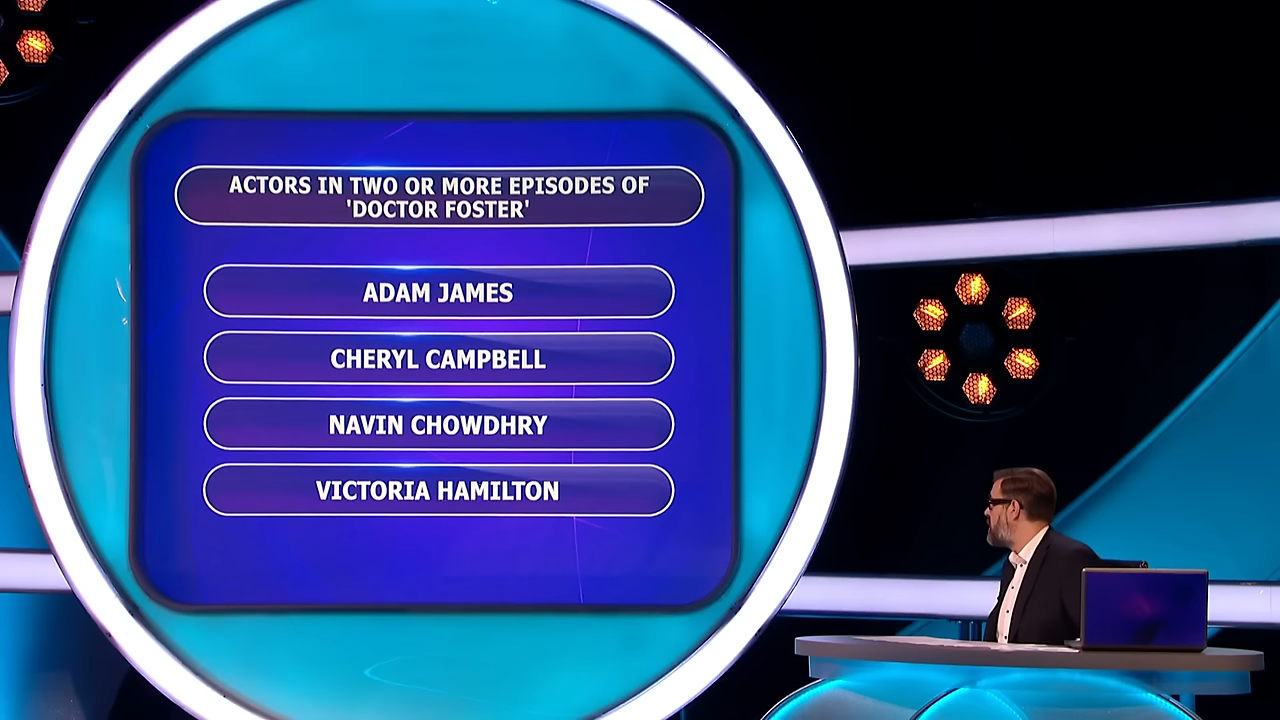 ACTORS IN TWO OR MORE EPISODES OF
'DOCTOR FOSTER'
ADAM JAMES
CHERYL CAMPBELL
NAVIN CHOWDHRY
VICTORIA HAMILTON